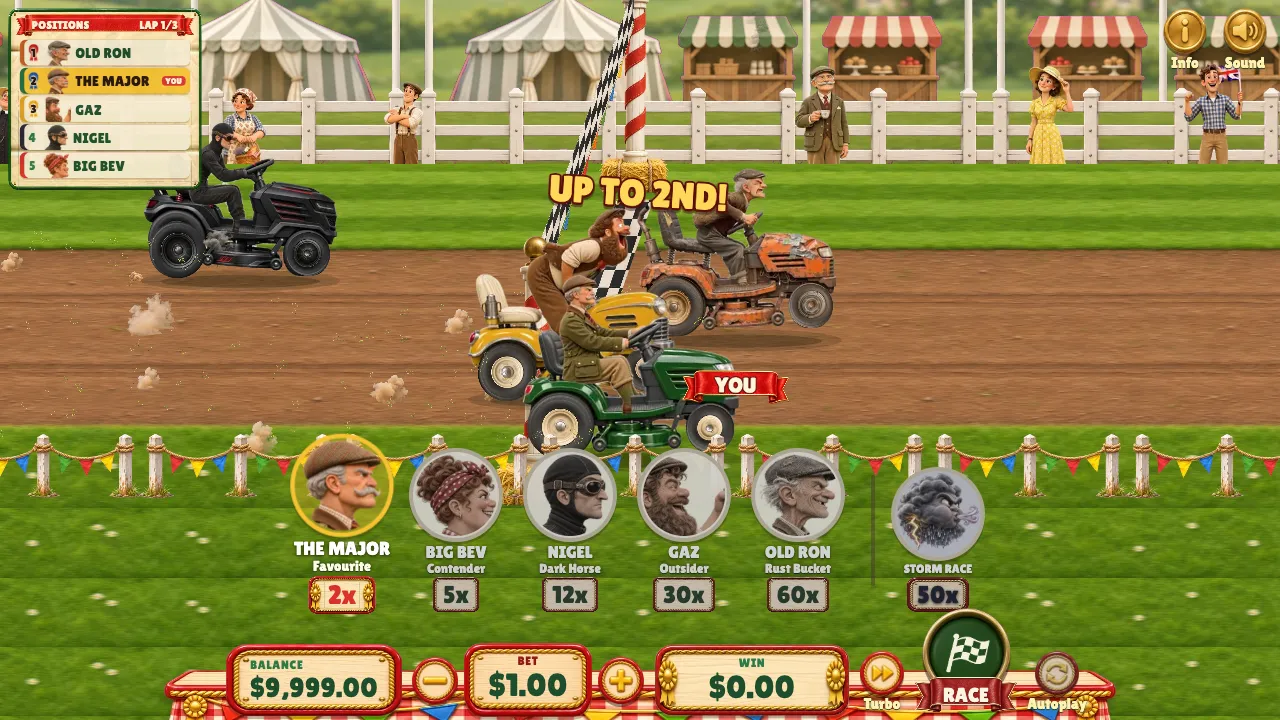 POSITIONS LAP 1/3
1 OLD RON
2 THE MAJOR YOU
3 GAZ
4 NIGEL
5 BIG BEV
Info Sound
UP TO 2ND!
YOU
THE MAJOR
Favourite
2x
BIG BEV
Contender
5x
NIGEL
Dark Horse
12x
GAZ
Outsider
30x
OLD RON
Rust Bucket
60x
STORM RACE
50x
BALANCE
$9,999.00
BET
$1.00
WIN
$0.00
Turbo
RACE
Autoplay